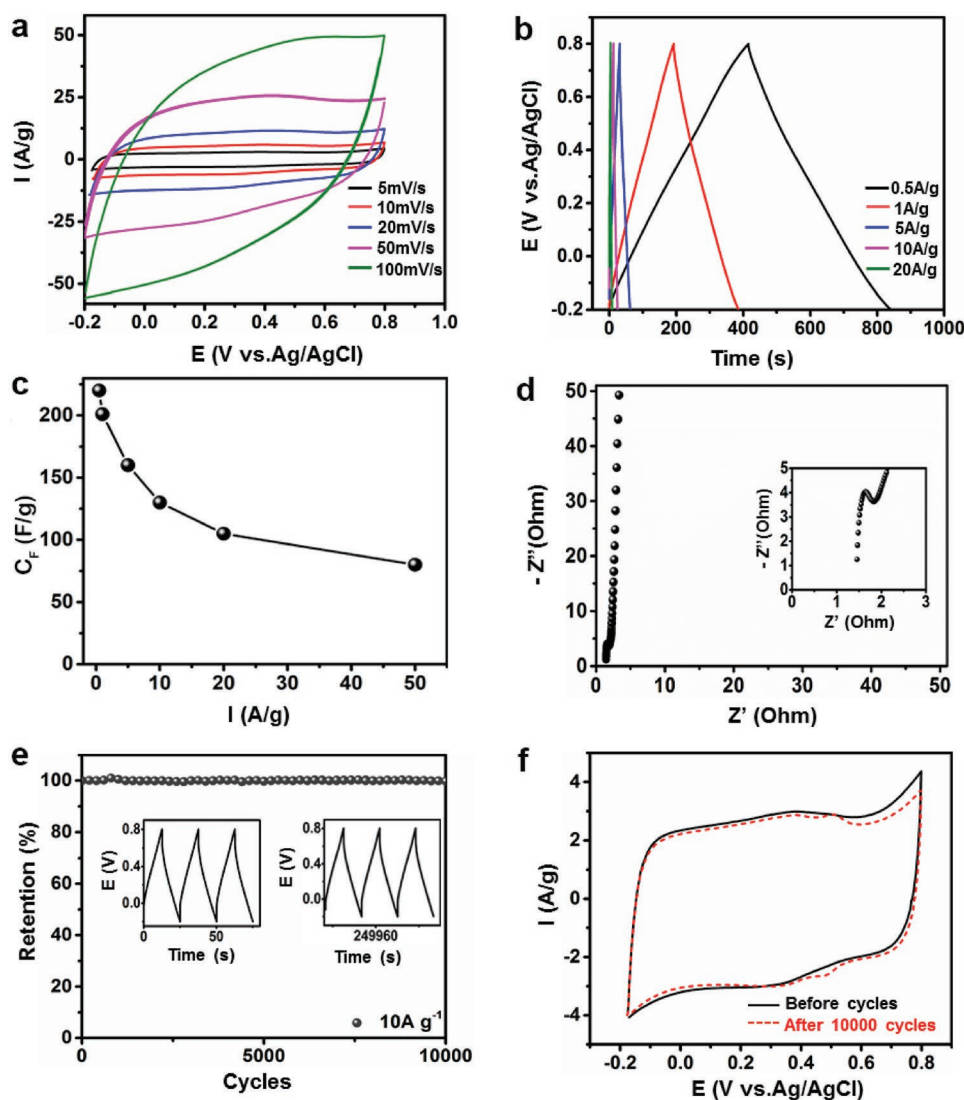 a
50
25
0
-25
-50
I (A/g)
5mV/s
10mV/s
20mV/s
50mV/s
100mV/s
-0.2 0.0 0.2 0.4 0.6 0.8 1.0
E (V vs.Ag/AgCl)
b
0.8
0.4
0.0
-0.2
E (V vs.Ag/AgCl)
0.5A/g
1A/g
5A/g
10A/g
20A/g
0 200 400 600 800 1000
Time (s)
c
200
150
100
50
0
C_F (F/g)
0 10 20 30 40 50
I (A/g)
d
50
40
30
20
10
0
- Z'' (Ohm)
5
4
3
2
1
0
- Z'' (Ohm)
0 1 2 3
Z' (Ohm)
0 10 20 30 40 50
Z' (Ohm)
e
120
100
80
60
40
20
0
Retention (%)
0.8
0.4
0.0
E (V)
0 50
Time (s)
0.8
0.4
0.0
E (V)
249960
Time (s)
10A g⁻¹
0 5000 10000
Cycles
f
4
2
0
-2
-4
I (A/g)
Before cycles
After 10000 cycles
-0.2 0.0 0.2 0.4 0.6 0.8
E (V vs.Ag/AgCl)